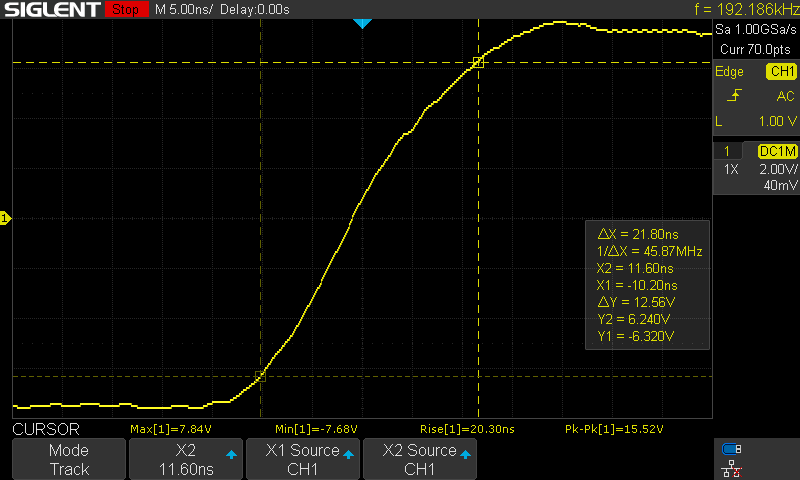 SIGLENT Stop M 5.00ns/ Delay:0.00s f = 192.186kHz
Sa 1.00GSa/s
Curr 70.0pts
Edge CH1
AC
L 1.00 V
1 DC1M
1X 2.00V/
40mV
1
ΔX = 21.80ns
1/ΔX = 45.87MHz
X2 = 11.60ns
X1 = -10.20ns
ΔY = 12.56V
Y2 = 6.240V
Y1 = -6.320V
CURSOR Max[1]=7.84V Min[1]=-7.68V Rise[1]=20.30ns Pk-Pk[1]=15.52V
Mode X2 X1 Source X2 Source
Track 11.60ns CH1 CH1